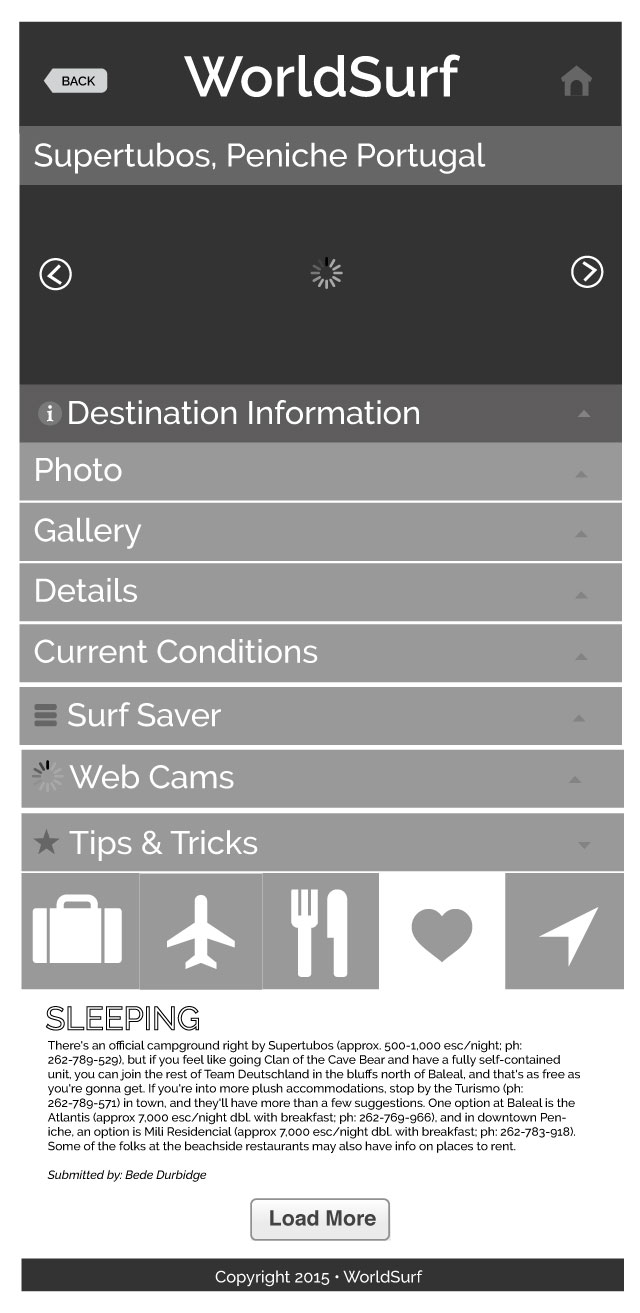 BACK
WorldSurf
Supertubos, Peniche Portugal
Destination Information
Photo
Gallery
Details
Current Conditions
Surf Saver
Web Cams
Tips & Tricks
SLEEPING
There's an official campground right by Supertubos (approx. 500-1,000 esc/night; ph:
262-789-529), but if you feel like going Clan of the Cave Bear and have a fully self-contained
unit, you can join the rest of Team Deutschland in the bluffs north of Baleal, and that's as free as
you're gonna get. If you're into more plush accommodations, stop by the Turismo (ph:
262-789-571) in town, and they'll have more than a few suggestions. One option at Baleal is the
Atlantis (approx 7,000 esc/night dbl. with breakfast; ph: 262-769-966), and in downtown Pen-
iche, an option is Mili Residencial (approx 7,000 esc/night dbl. with breakfast; ph: 262-783-918).
Some of the folks at the beachside restaurants may also have info on places to rent.
Submitted by: Bede Durbidge
Load More
Copyright 2015 • WorldSurf